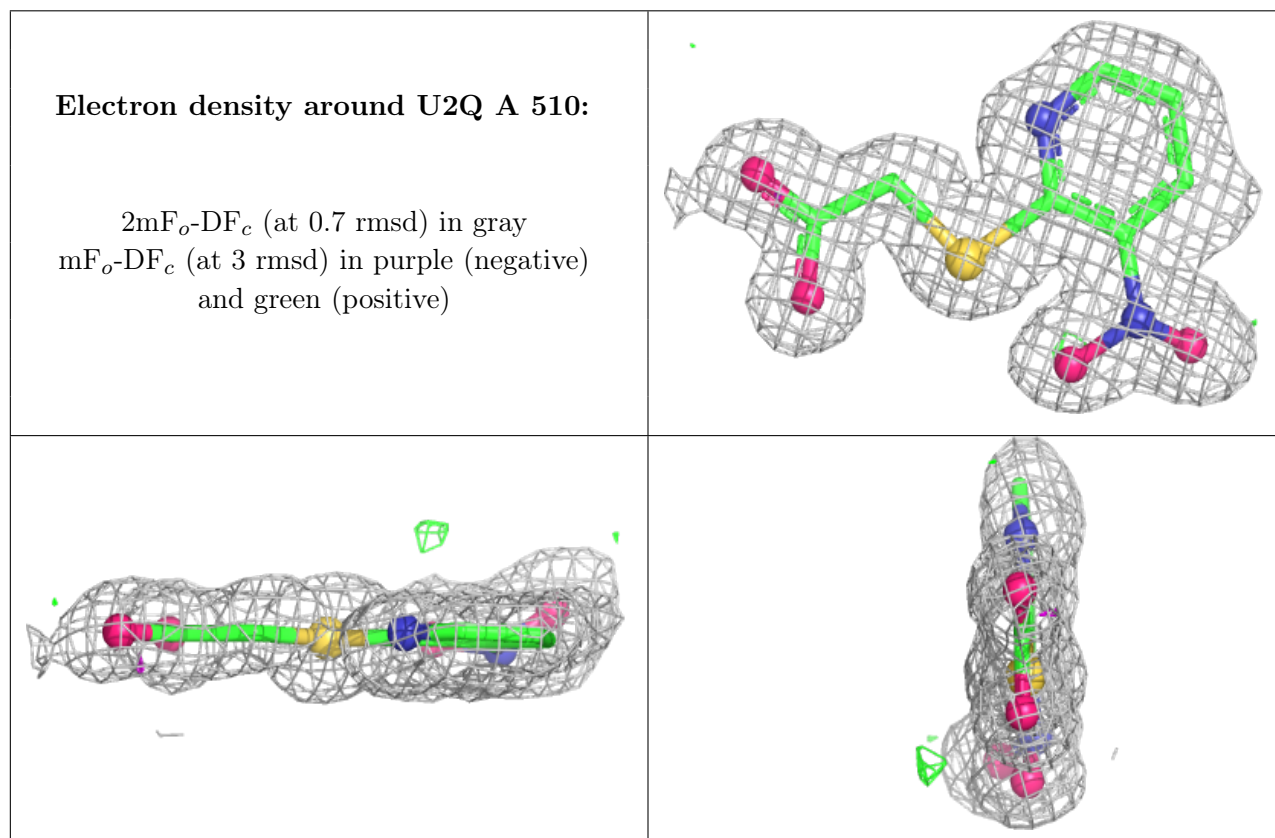 Electron density around U2Q A 510:
2mFo-DFc (at 0.7 rmsd) in gray
mFo-DFc (at 3 rmsd) in purple (negative)
and green (positive)